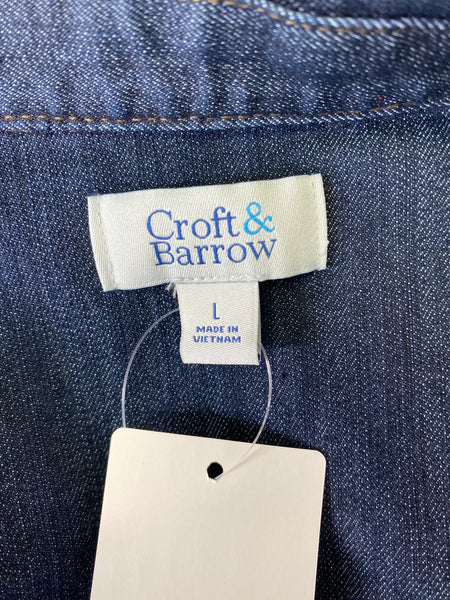 Croft &
Barrow
L
MADE IN
VIETNAM